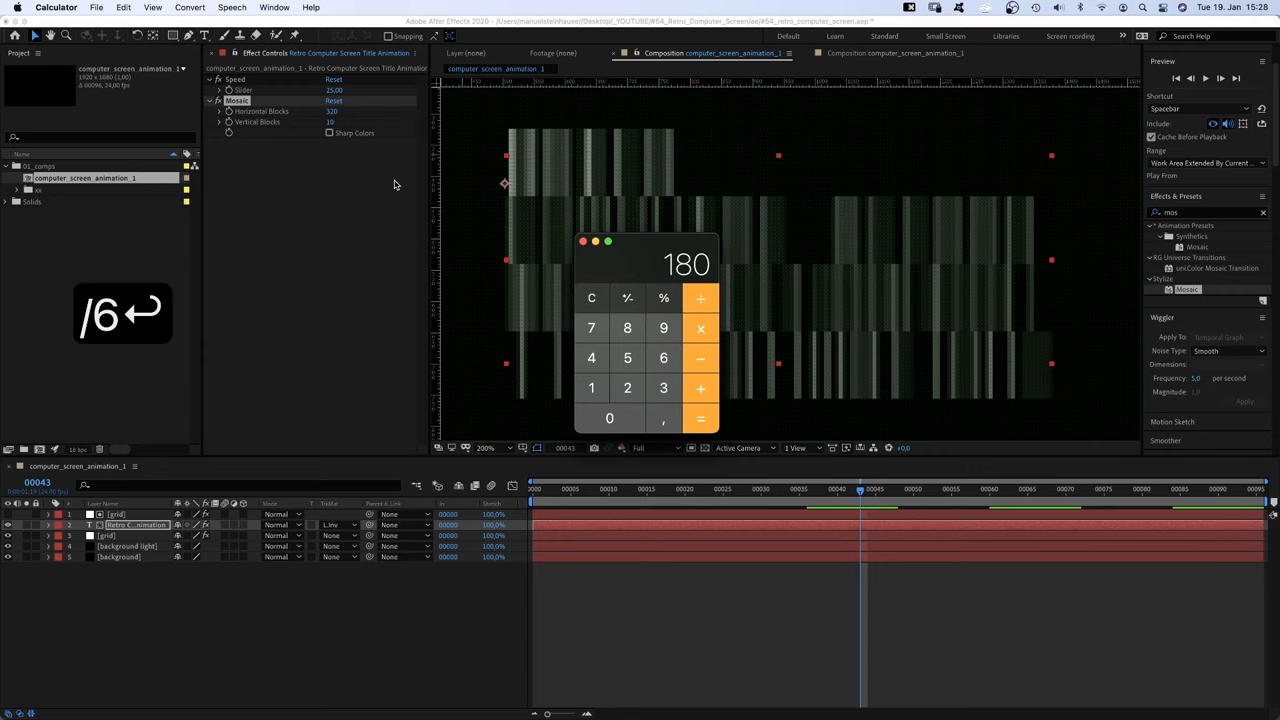 Calculator File Edit View Convert Speech Window Help
Tue 19. Jan 15:28
Adobe After Effects 2020 - /Users/manuelsteinhauser/Desktop/_YOUTUBE/#54_Retro_Computer_Screen/ae/#54_retro_computer_screen.aep *
Snapping
Default Learn Standard Small Screen Libraries Screen recording
Search Help
Project
computer_screen_animation_1
1920 x 1080 (1,00)
Δ 00096, 24,00 fps
Name
01_comps
computer_screen_animation_1
xx
Solids
18 bpc
Effect Controls Retro Computer Screen Title Animation
computer_screen_animation_1 • Retro Computer Screen Title Animation
Speed Reset
Slider 25,00
Mosaic Reset
Horizontal Blocks 320
Vertical Blocks 10
Sharp Colors
Layer (none)
Footage (none)
Composition computer_screen_animation_1
Composition computer_screen_animation_1
computer_screen_animation_1
/6↩
180
C +⁄- % ÷
7 8 9 ×
4 5 6 −
1 2 3 +
0 , =
200%
00043
Full
Active Camera
1 View
+0,0
Preview
Shortcut
Spacebar
Include:
Cache Before Playback
Range
Work Area Extended By Current ...
Play From
Effects & Presets
mos
* Animation Presets
Synthetics
Mosaic
RG Universe Transitions
uni.Color Mosaic Transition
Stylize
Mosaic
Wiggler
Apply To: Temporal Graph
Noise Type: Smooth
Dimensions:
Frequency: 5,0 per second
Magnitude: 1,0
Apply
Motion Sketch
Smoother
computer_screen_animation_1
00043
0:00:01:19 (24.00 fps)
# Layer Name Mode T TrkMat Parent & Link In Stretch
0000 00005 00010 00015 00020 00025 00030 00035 00040 00045 00050 00055 00060 00065 00070 00075 00080 00085 00090 00095
1 [grid] Normal None 00000 100,0%
2 Retro C...nimation Normal L.Inv None 00000 100,0%
3 [grid] Normal None None 00000 100,0%
4 [background light] Normal None None 00000 100,0%
5 [background] Normal None None 00000 100,0%